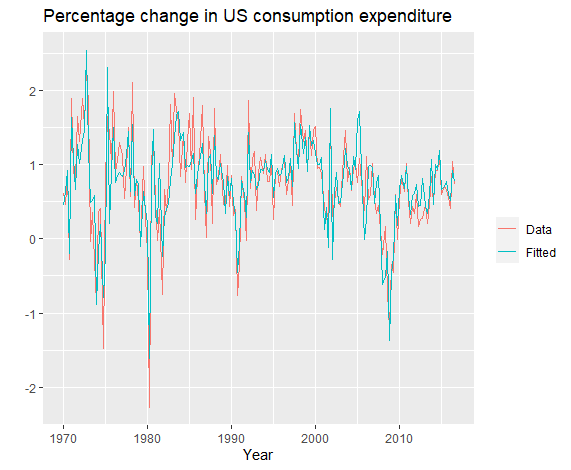 Percentage change in US consumption expenditure
2
1
0
-1
-2
1970 1980 1990 2000 2010
Year
Data
Fitted